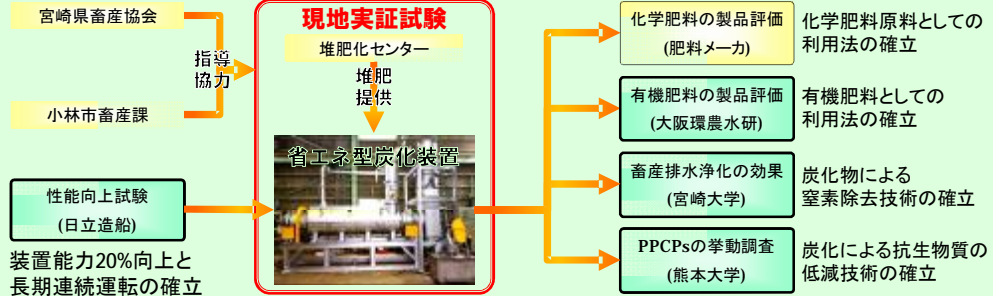 宮崎県畜産協会
小林市畜産課
指導
協力
現地実証試験
堆肥化センター
堆肥
提供
省エネ型炭化装置
性能向上試験
(日立造船)
装置能力20%向上と
長期連続運転の確立
化学肥料の製品評価
(肥料メーカ)
化学肥料原料としての
利用法の確立
有機肥料の製品評価
(大阪環農水研)
有機肥料としての
利用法の確立
畜産排水浄化の効果
(宮崎大学)
炭化物による
窒素除去技術の確立
PPCPsの挙動調査
(熊本大学)
炭化による抗生物質の
低減技術の確立